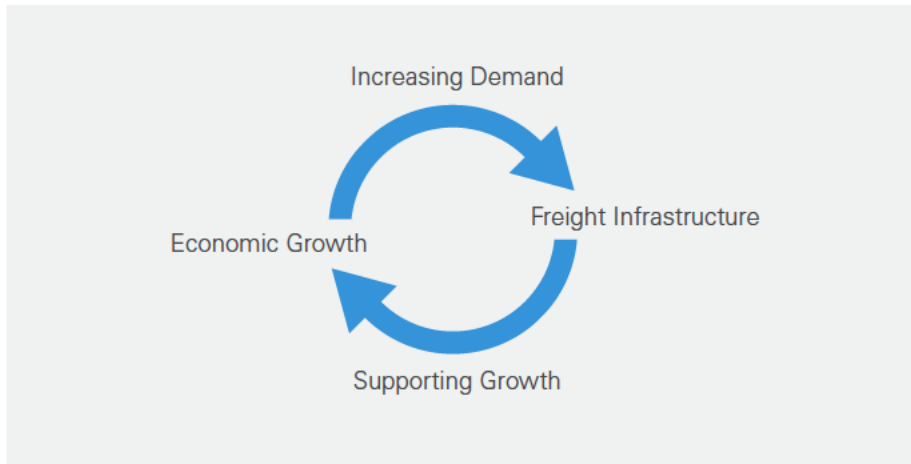 Increasing Demand
Freight Infrastructure
Economic Growth
Supporting Growth